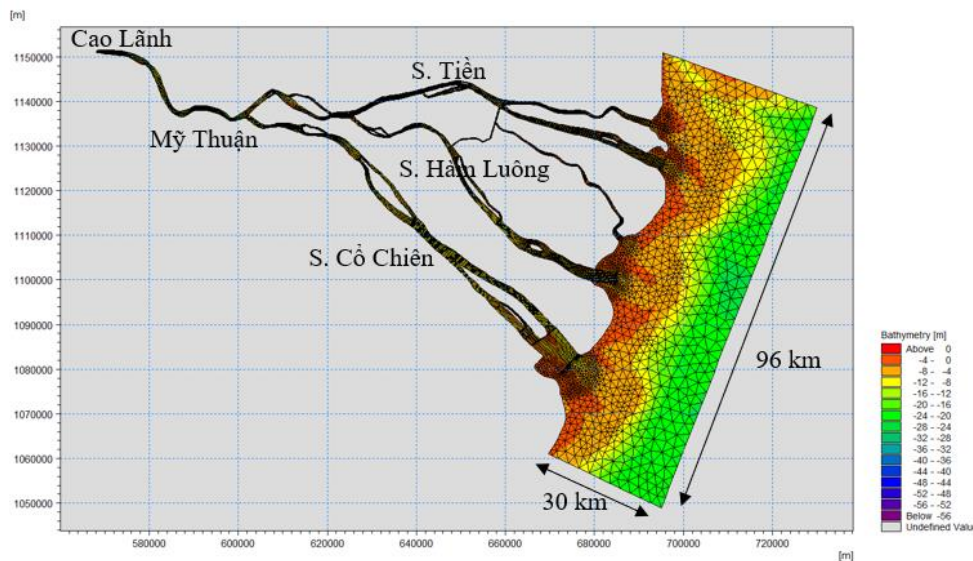 [m]
1150000
1140000
1130000
1120000
1110000
1100000
1090000
1080000
1070000
1060000
1050000
Cao Lãnh
S. Tiền
Mỹ Thuận
S. Hàm Luông
S. Cổ Chiên
96 km
30 km
580000 600000 620000 640000 660000 680000 700000 720000
[m]
Bathymetry [m]
Above 0
-4 - 0
-8 - -4
-12 - -8
-16 - -12
-20 - -16
-24 - -20
-28 - -24
-32 - -28
-36 - -32
-40 - -36
-44 - -40
-48 - -44
-52 - -48
-56 - -52
Below -56
Undefined Value